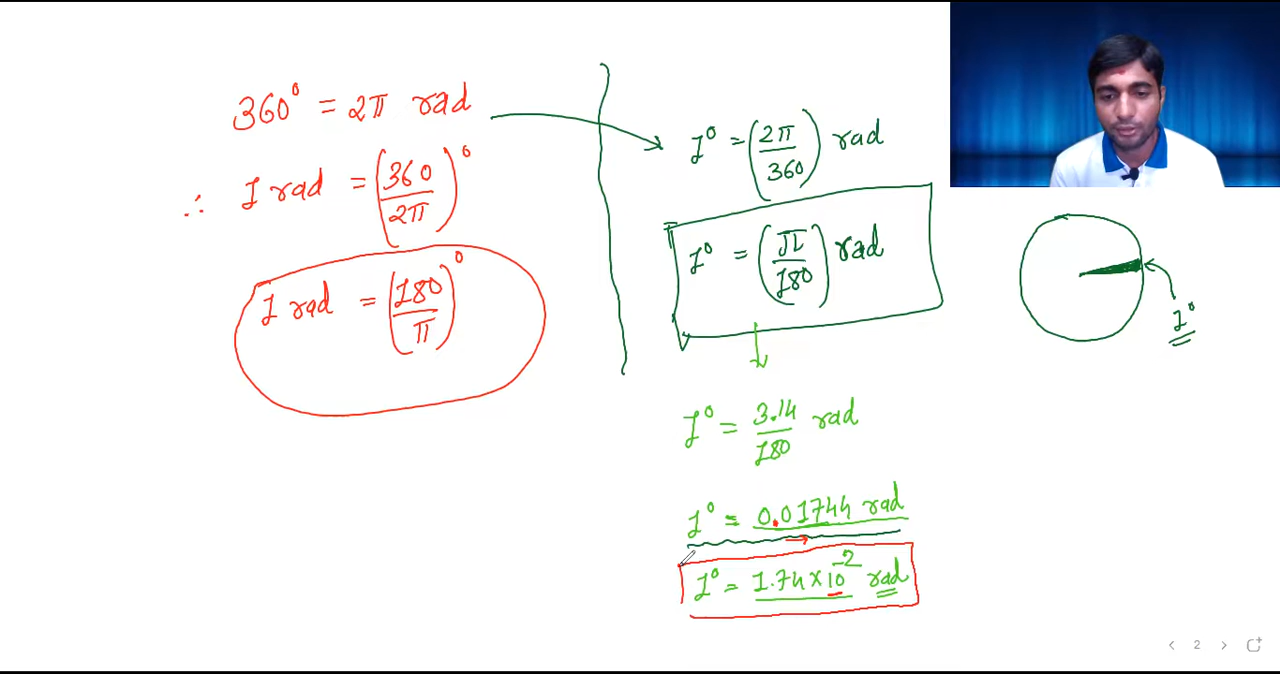 360° = 2π rad
∴ 1 rad = (360/2π)°
1 rad = (180/π)°
1° = (2π/360) rad
1° = (π/180) rad
1°
1° = 3.14/180 rad
1° = 0.01744 rad
1° = 1.74 × 10⁻² rad
2